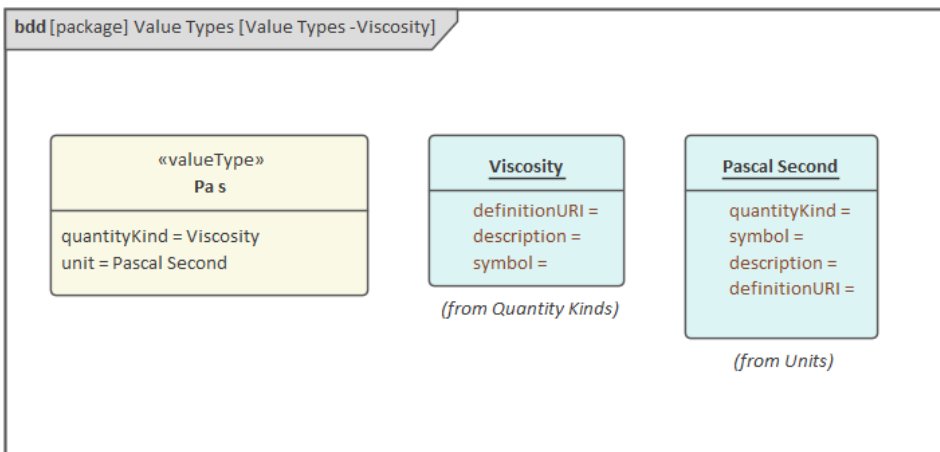 bdd [package] Value Types [Value Types -Viscosity]
«valueType»
Pa s
quantityKind = Viscosity
unit = Pascal Second
Viscosity
definitionURI =
description =
symbol =
(from Quantity Kinds)
Pascal Second
quantityKind =
symbol =
description =
definitionURI =
(from Units)